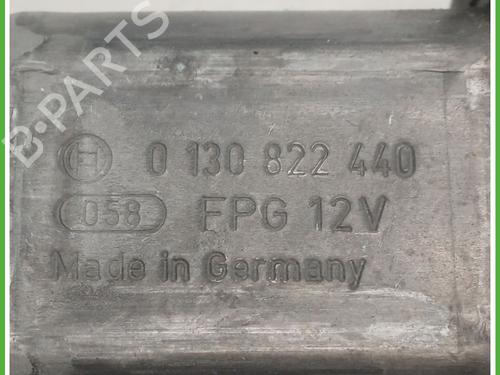 B-PARTS
0 130 822 440
058 FPG 12V
Made in Germany